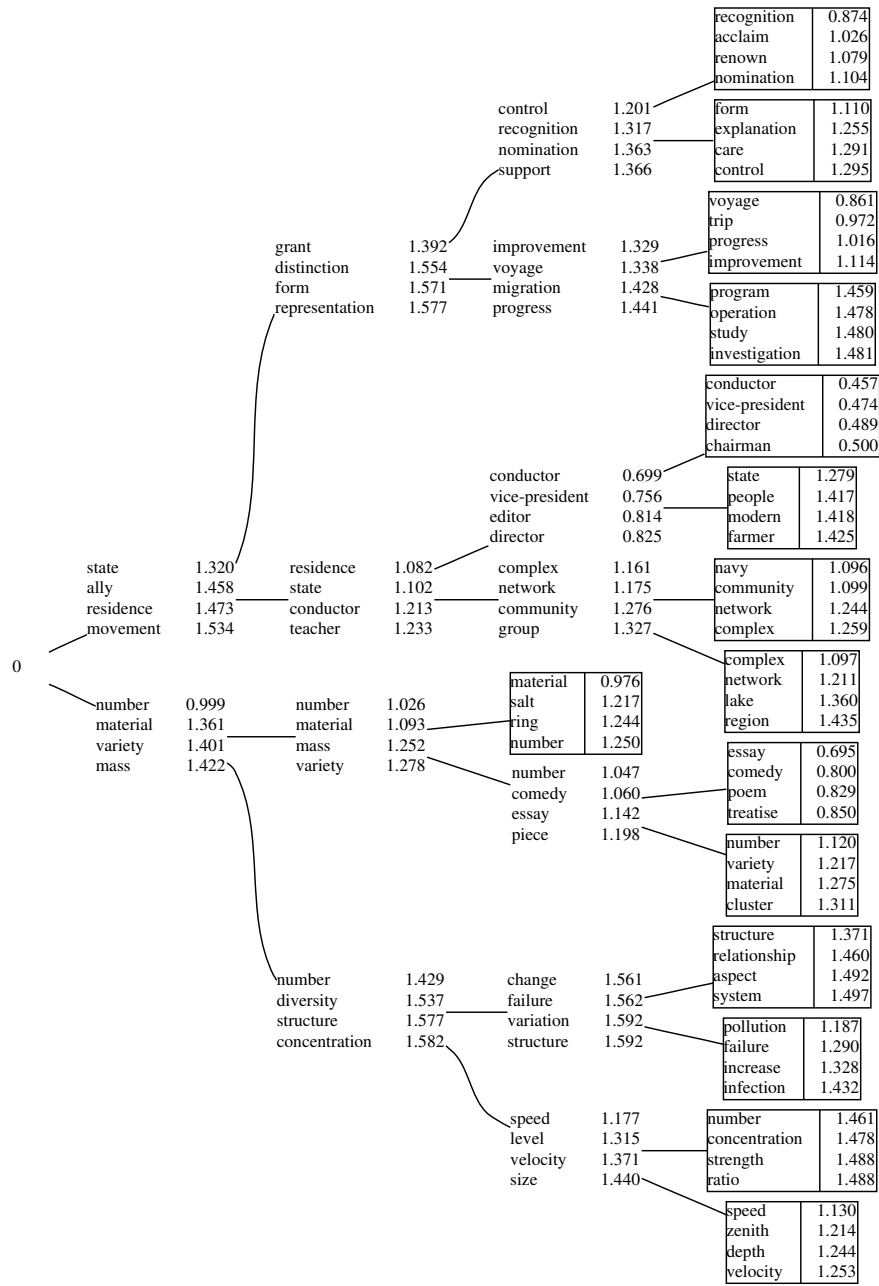 recognition 0.874
acclaim 1.026
renown 1.079
nomination 1.104
control 1.201
recognition 1.317
nomination 1.363
support 1.366
form 1.110
explanation 1.255
care 1.291
control 1.295
voyage 0.861
trip 0.972
progress 1.016
improvement 1.114
grant 1.392
distinction 1.554
form 1.571
representation 1.577
improvement 1.329
voyage 1.338
migration 1.428
progress 1.441
program 1.459
operation 1.478
study 1.480
investigation 1.481
conductor 0.457
vice-president 0.474
director 0.489
chairman 0.500
conductor 0.699
vice-president 0.756
editor 0.814
director 0.825
state 1.279
people 1.417
modern 1.418
farmer 1.425
state 1.320
ally 1.458
residence 1.473
movement 1.534
residence 1.082
state 1.102
conductor 1.213
teacher 1.233
complex 1.161
network 1.175
community 1.276
group 1.327
navy 1.096
community 1.099
network 1.244
complex 1.259
0
complex 1.097
network 1.211
lake 1.360
region 1.435
number 0.999
material 1.361
variety 1.401
mass 1.422
number 1.026
material 1.093
mass 1.252
variety 1.278
material 0.976
salt 1.217
ring 1.244
number 1.250
number 1.047
comedy 1.060
essay 1.142
piece 1.198
essay 0.695
comedy 0.800
poem 0.829
treatise 0.850
number 1.120
variety 1.217
material 1.275
cluster 1.311
structure 1.371
relationship 1.460
aspect 1.492
system 1.497
number 1.429
diversity 1.537
structure 1.577
concentration 1.582
change 1.561
failure 1.562
variation 1.592
structure 1.592
pollution 1.187
failure 1.290
increase 1.328
infection 1.432
speed 1.177
level 1.315
velocity 1.371
size 1.440
number 1.461
concentration 1.478
strength 1.488
ratio 1.488
speed 1.130
zenith 1.214
depth 1.244
velocity 1.253